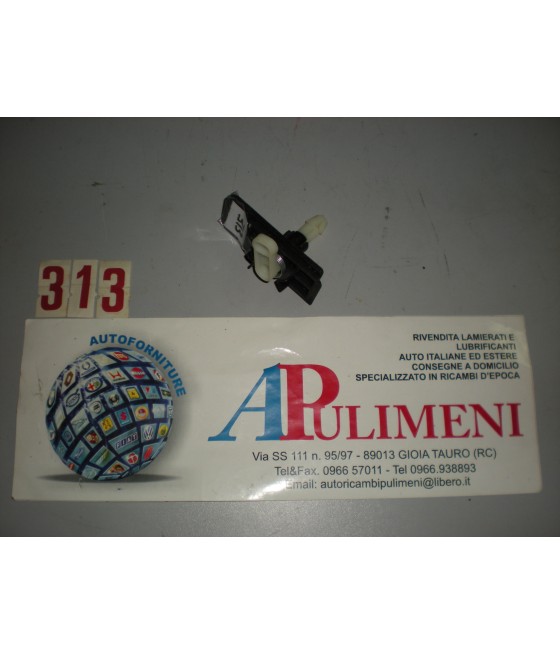 313
AUTOFORNITURE
RIVENDITA LAMIERATI E
LUBRIFICANTI
AUTO ITALIANE ED ESTERE
CONSEGNE A DOMICILIO
SPECIALIZZATO IN RICAMBI D'EPOCA
APULIMENI
Via SS 111 n. 95/97 - 89013 GIOIA TAURO (RC)
Tel&Fax. 0966 57011 - Tel 0966.938893
Email: autoricambipulimeni@libero.it